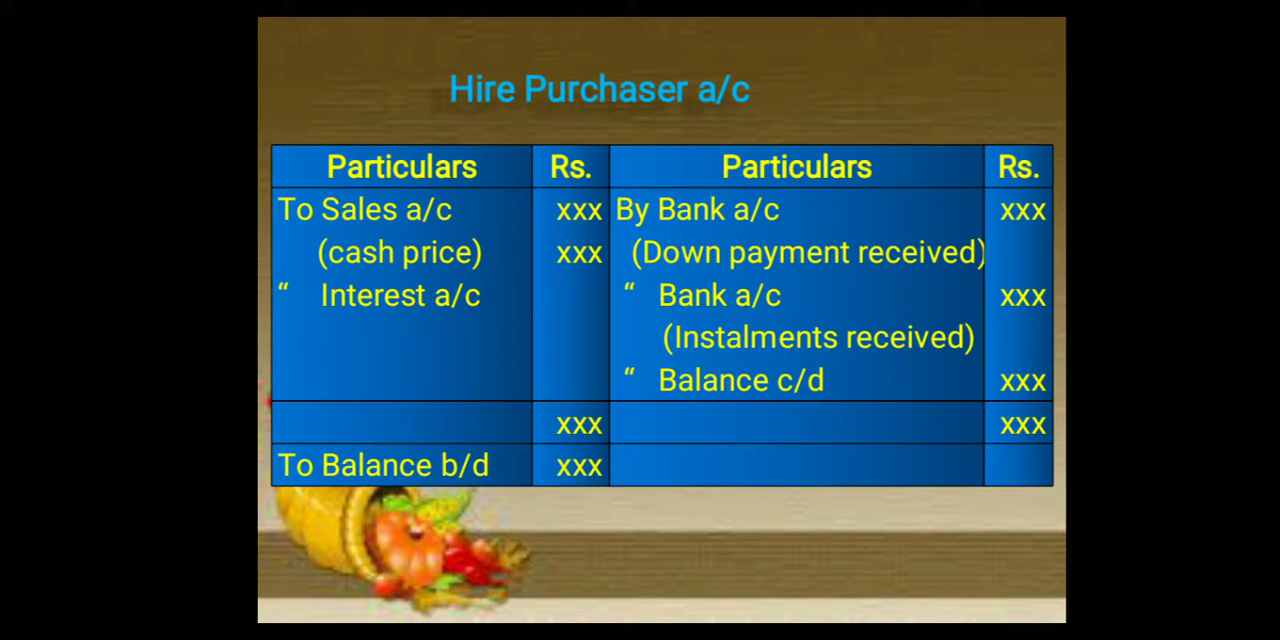 Hire Purchaser a/c
Particulars Rs. Particulars Rs.
To Sales a/c xxx By Bank a/c xxx
(cash price) xxx (Down payment received)
“ Interest a/c “ Bank a/c xxx
(Instalments received)
“ Balance c/d xxx
xxx xxx
To Balance b/d xxx